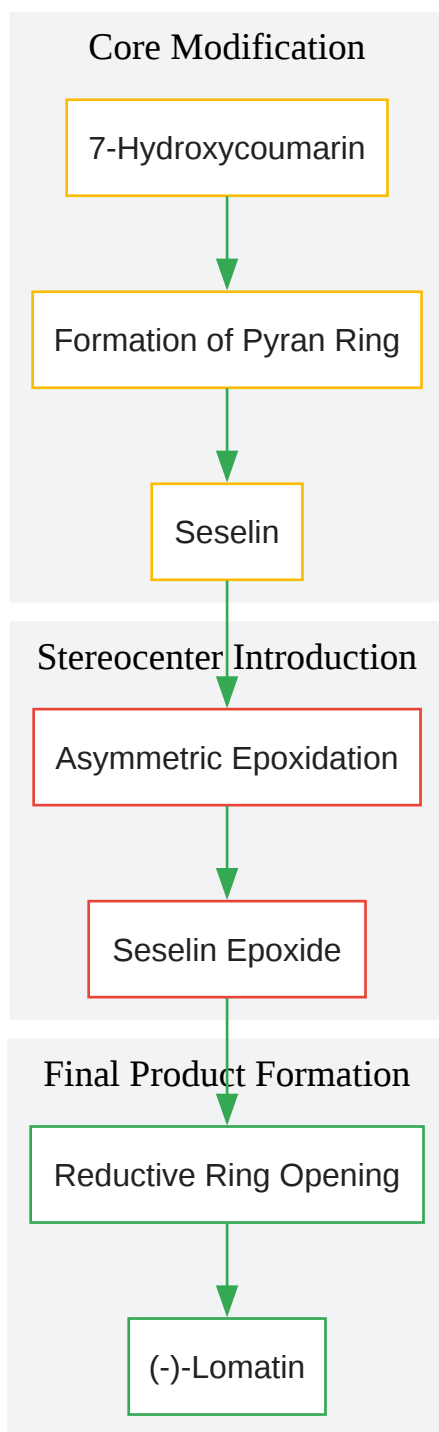 Core Modification
7-Hydroxycoumarin
Formation of Pyran Ring
Seselin
Stereocenter Introduction
Asymmetric Epoxidation
Seselin Epoxide
Final Product Formation
Reductive Ring Opening
(-)-Lomatin